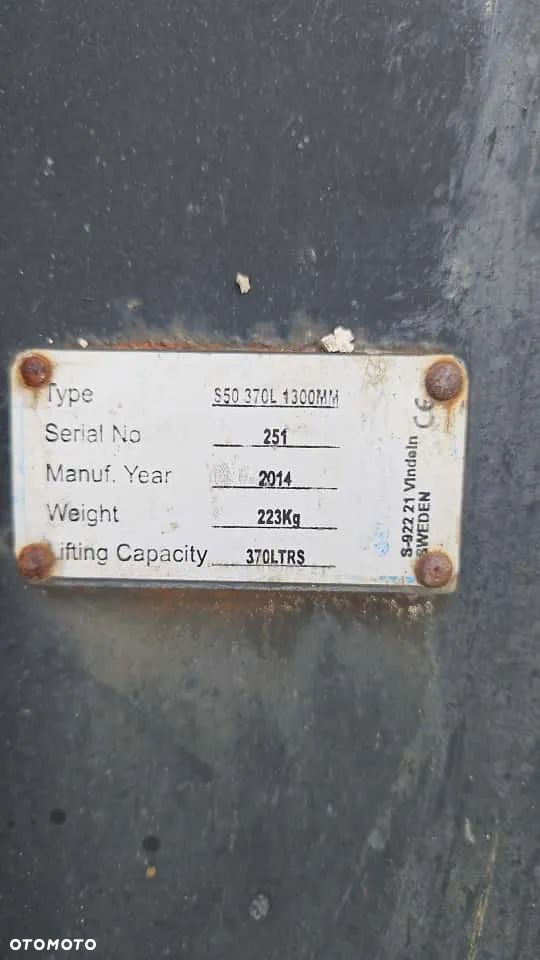 Type S50 370L 1300MM
Serial No 251
Manuf. Year 2014
Weight 223Kg
Lifting Capacity 370LTRS
S-922 21 Vindeln
SWEDEN
CE
OTOMOTO